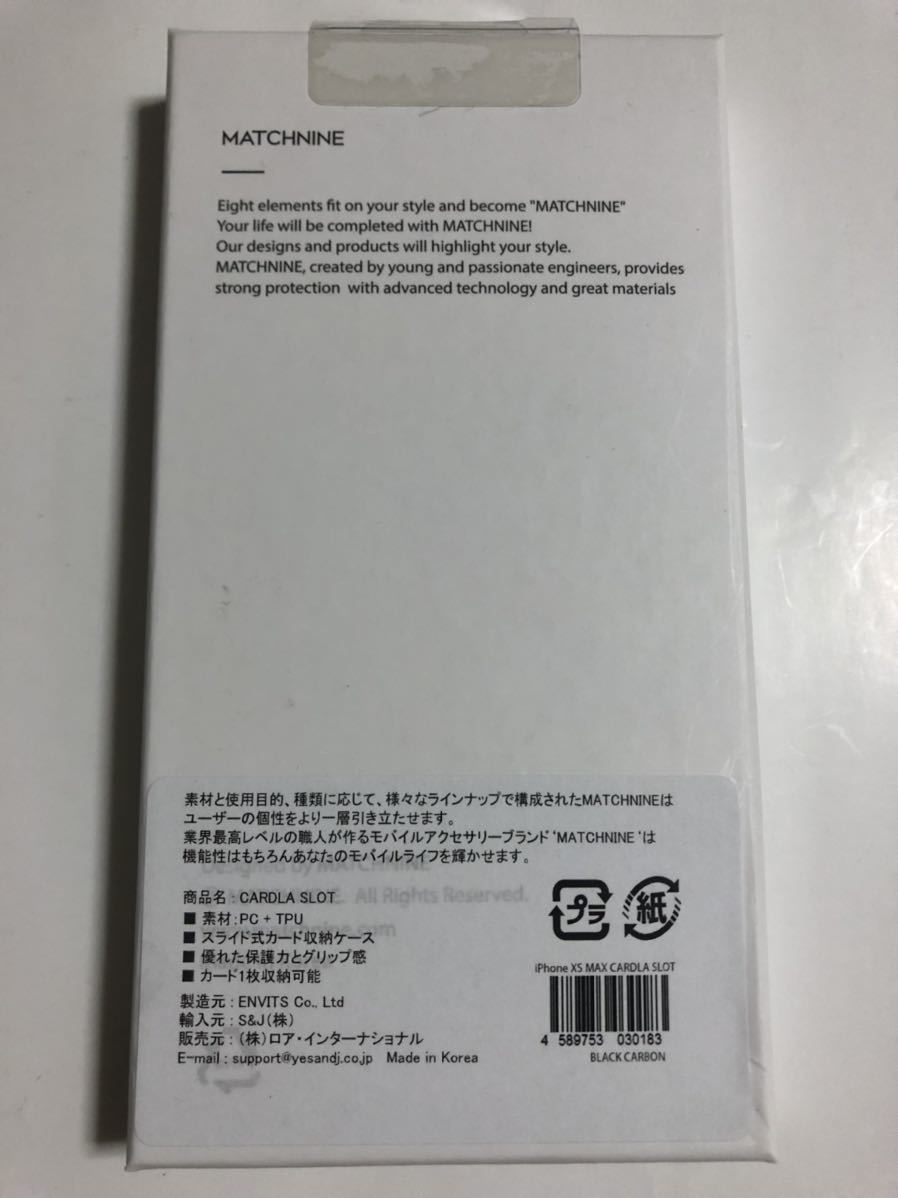 MATCHNINE
Eight elements fit on your style and become "MATCHNINE"
Your life will be completed with MATCHNINE!
Our designs and products will highlight your style.
MATCHNINE, created by young and passionate engineers, provides
strong protection with advanced technology and great materials
素材と使用目的、種類に応じて、様々なラインナップで構成されたMATCHNINEは
ユーザーの個性をより一層引き立たせます。
業界最高レベルの職人が作るモバイルアクセサリーブランド‘MATCHNINE‘は
機能性はもちろんあなたのモバイルライフを輝かせます。
Designed by MATCHNINE
商品名 : CARDLA SLOT
All Rights Reserved.
■ 素材:PC + TPU
■ スライド式カード収納ケース
■ 優れた保護力とグリップ感
■ カード1枚収納可能
製造元 : ENVITS Co., Ltd
輸入元 : S&J(株)
販売元 : (株)ロア・インターナショナル
E-mail : support@yesandj.co.jp Made in Korea
プラ
紙
iPhone XS MAX CARDLA SLOT
4 589753 030183
BLACK CARBON